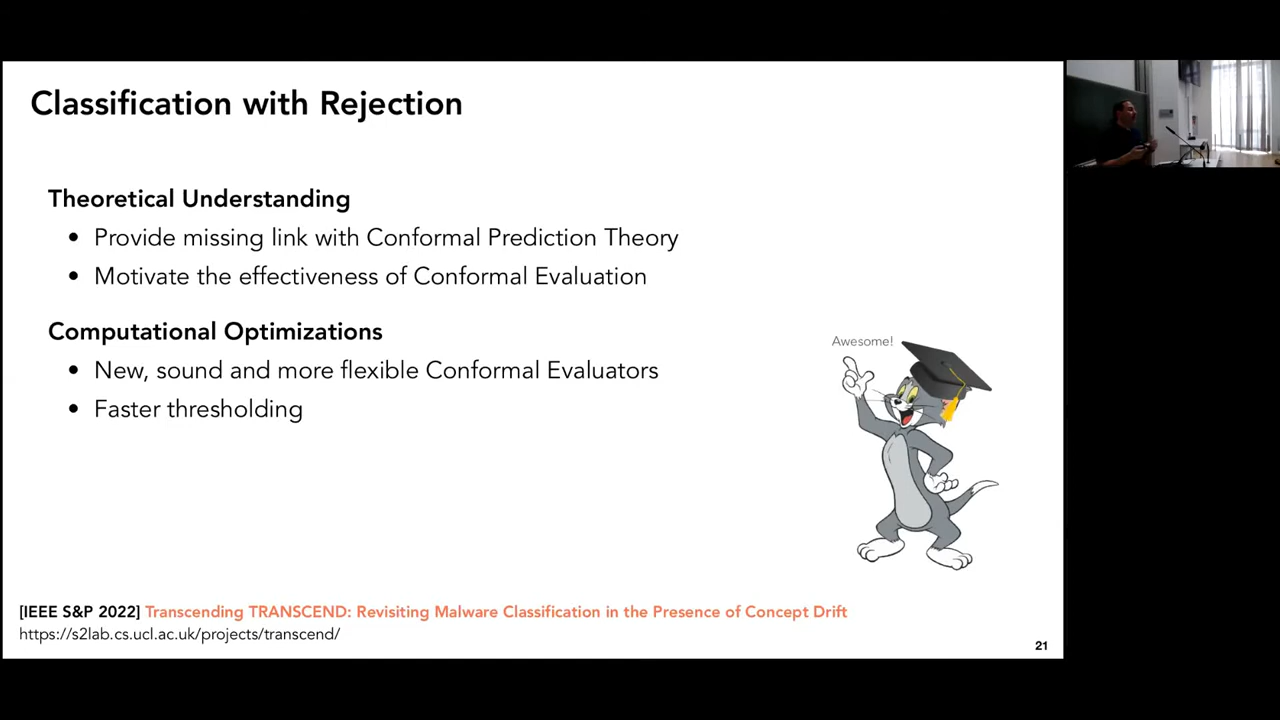 Classification with Rejection
Theoretical Understanding
• Provide missing link with Conformal Prediction Theory
• Motivate the effectiveness of Conformal Evaluation
Computational Optimizations
• New, sound and more flexible Conformal Evaluators
• Faster thresholding
Awesome!
[IEEE S&P 2022] Transcending TRANSCEND: Revisiting Malware Classification in the Presence of Concept Drift
https://s2lab.cs.ucl.ac.uk/projects/transcend/
21